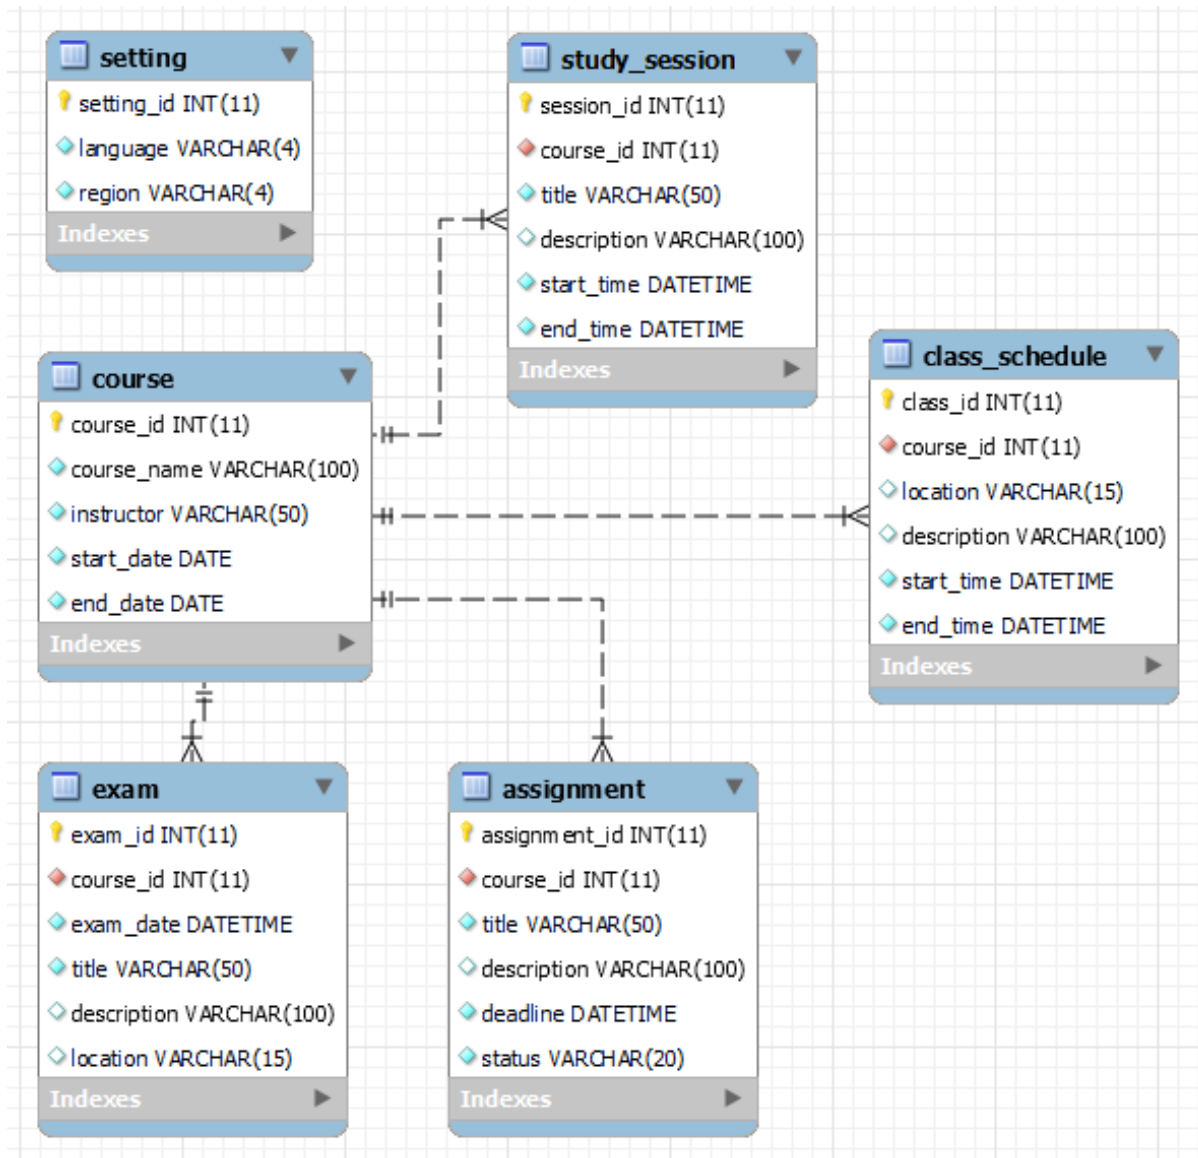 setting
setting_id INT(11)
language VARCHAR(4)
region VARCHAR(4)
Indexes
study_session
session_id INT(11)
course_id INT(11)
title VARCHAR(50)
description VARCHAR(100)
start_time DATETIME
end_time DATETIME
Indexes
course
course_id INT(11)
course_name VARCHAR(100)
instructor VARCHAR(50)
start_date DATE
end_date DATE
Indexes
class_schedule
class_id INT(11)
course_id INT(11)
location VARCHAR(15)
description VARCHAR(100)
start_time DATETIME
end_time DATETIME
Indexes
exam
exam_id INT(11)
course_id INT(11)
exam_date DATETIME
title VARCHAR(50)
description VARCHAR(100)
location VARCHAR(15)
Indexes
assignment
assignment_id INT(11)
course_id INT(11)
title VARCHAR(50)
description VARCHAR(100)
deadline DATETIME
status VARCHAR(20)
Indexes